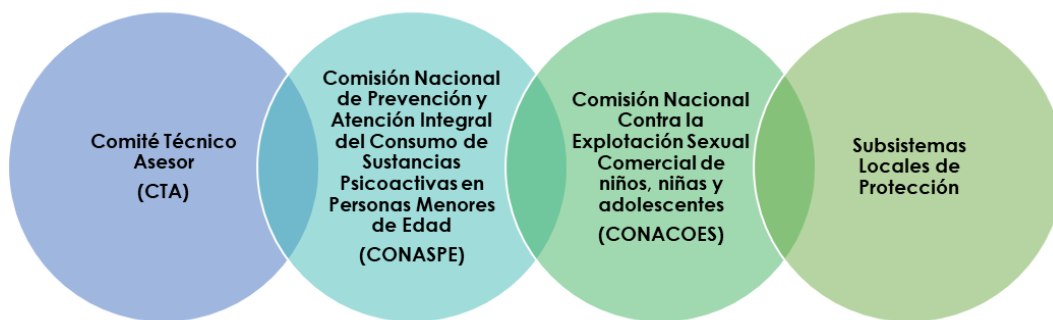 Comité Técnico
Asesor
(CTA)
Comisión Nacional
de Prevención y
Atención Integral
del Consumo de
Sustancias
Psicoactivas en
Personas Menores
de Edad
(CONASPE)
Comisión Nacional
Contra la
Explotación Sexual
Comercial de
niños, niñas y
adolescentes
(CONACOES)
Subsistemas
Locales de
Protección